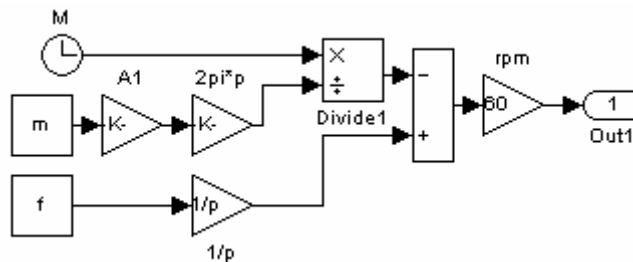 M
×
÷
Divide1
A1
2pi*p
m
K-
K-
−
+
rpm
60
1
Out1
f
1/p
1/p